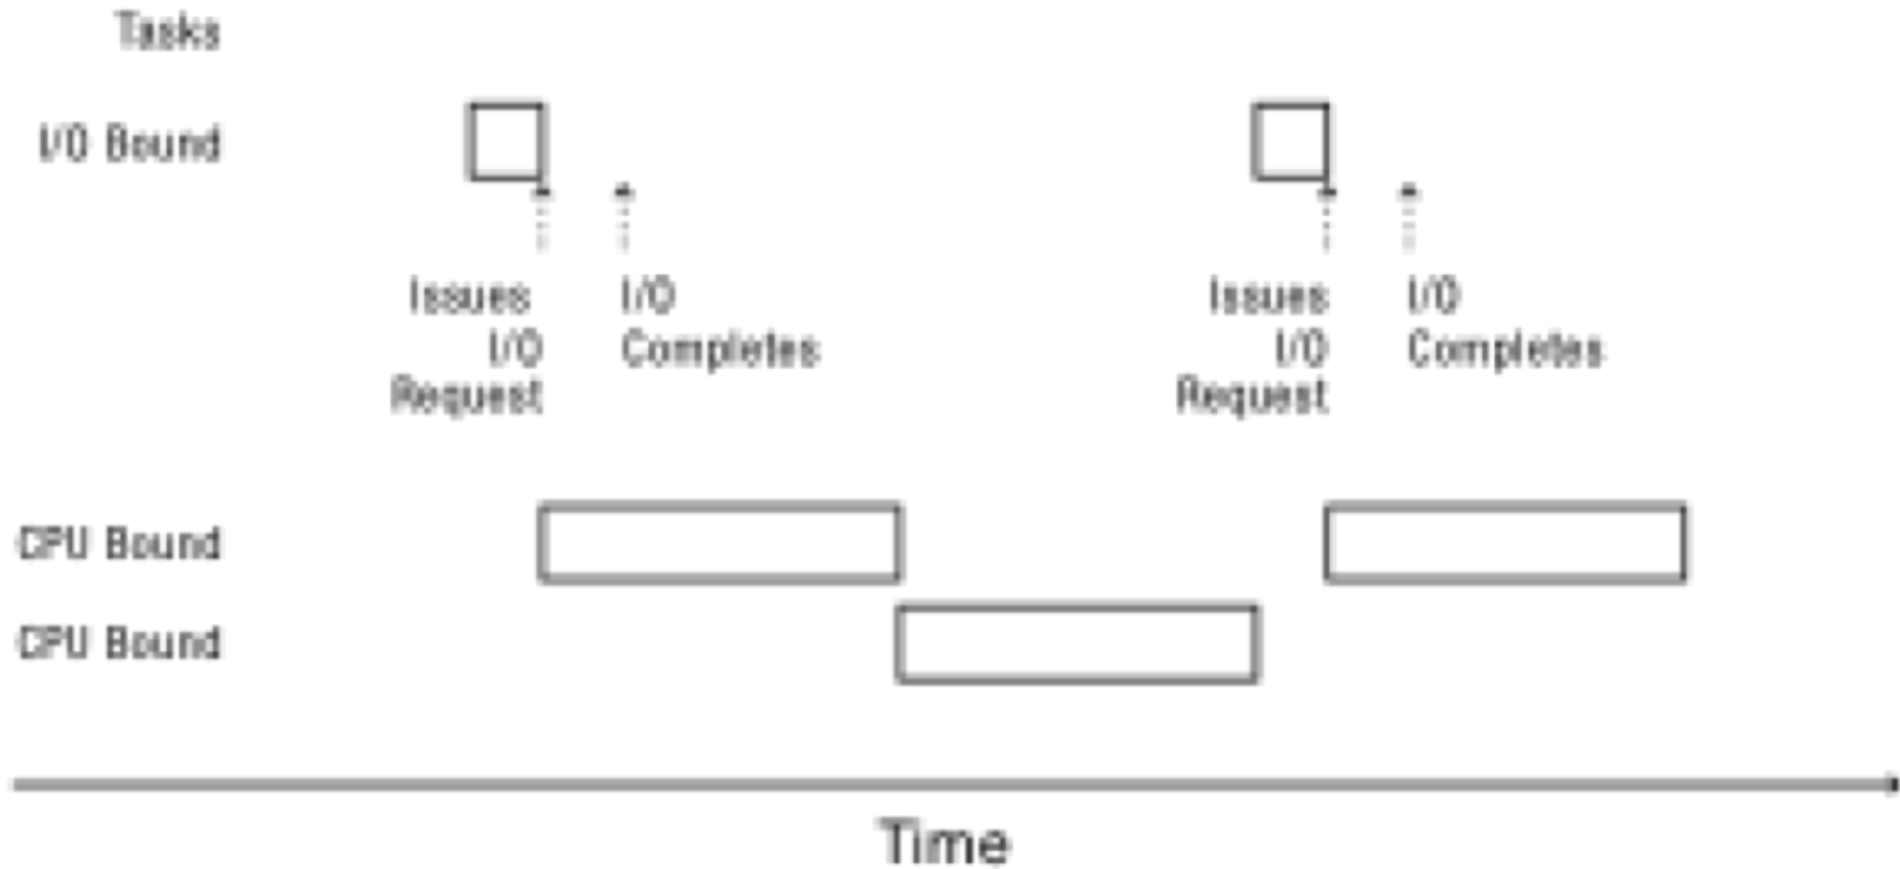 Tasks
I/O Bound
Issues
I/O
Request
I/O
Completes
Issues
I/O
Request
I/O
Completes
CPU Bound
CPU Bound
Time